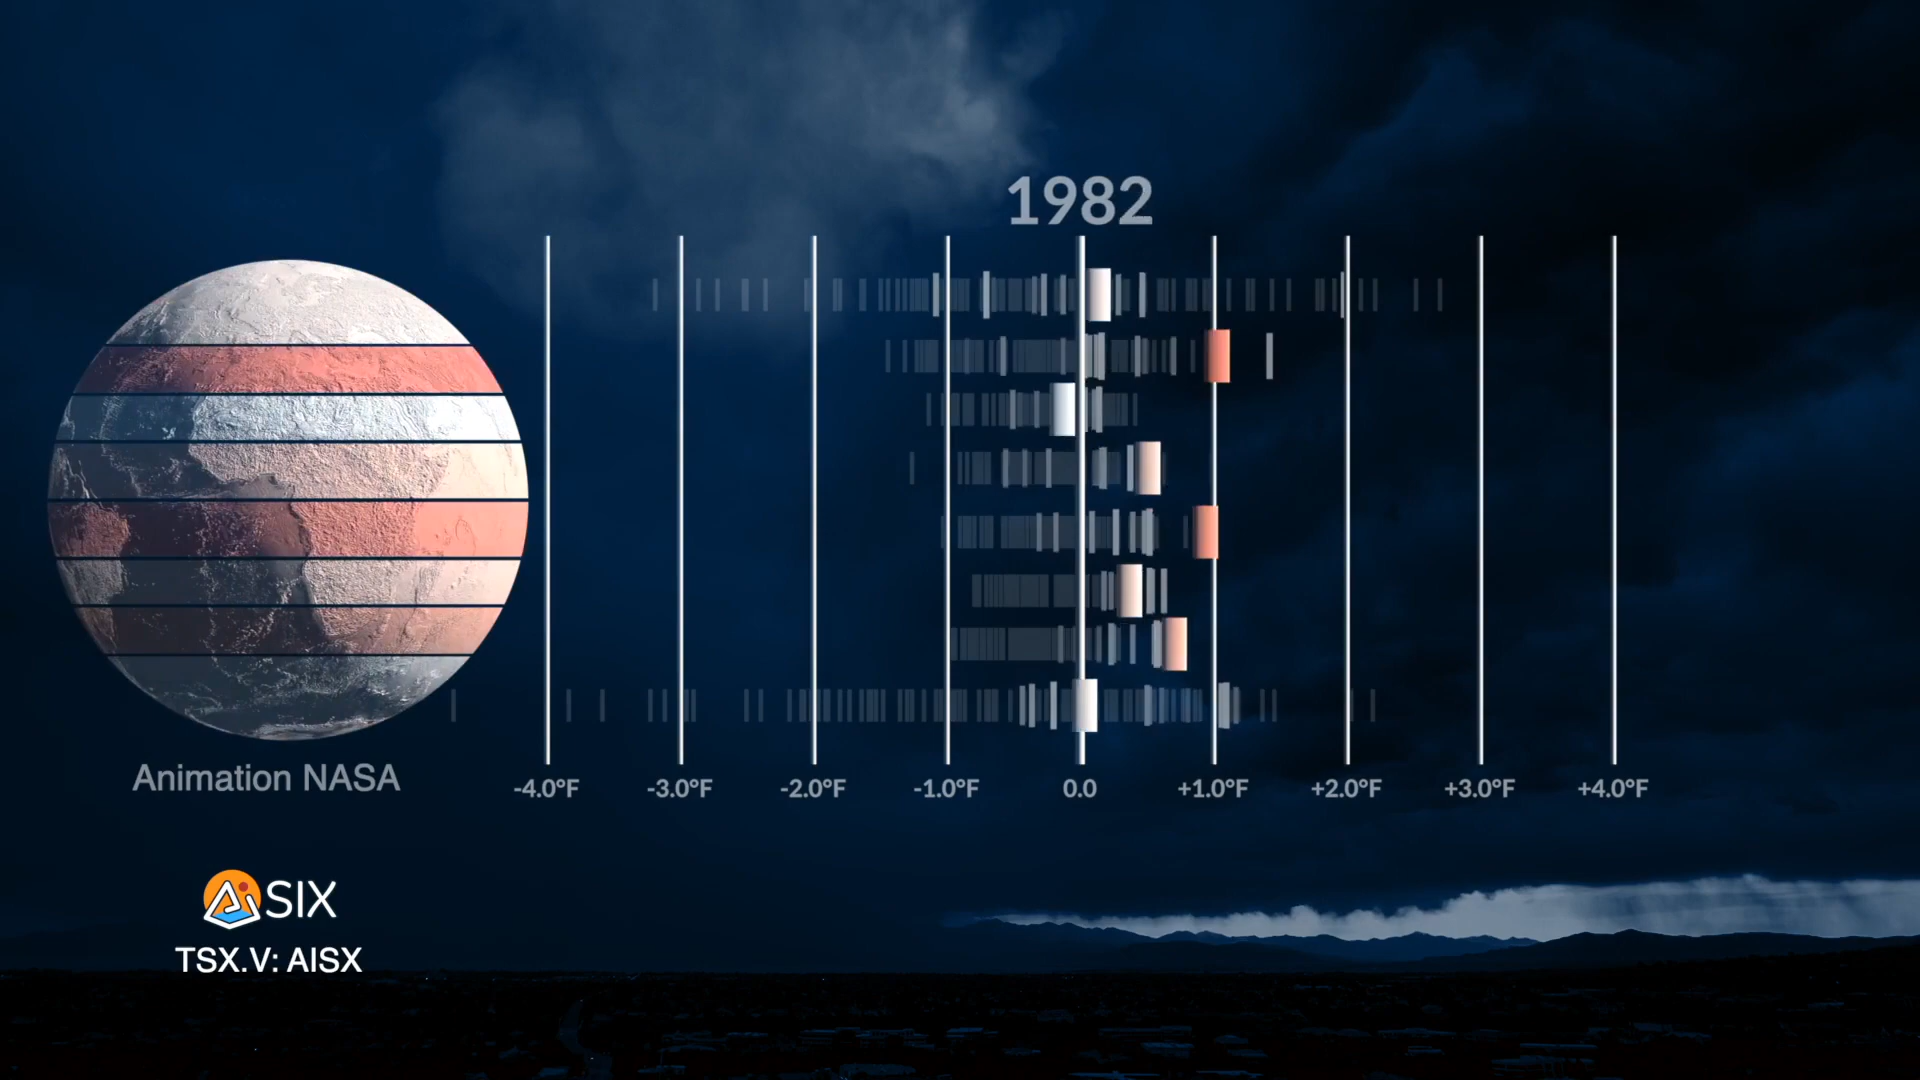 1982
-4.0°F
-3.0°F
-2.0°F
-1.0°F
0.0
+1.0°F
+2.0°F
+3.0°F
+4.0°F
Animation NASA
Ai SIX
TSX.V: AISX